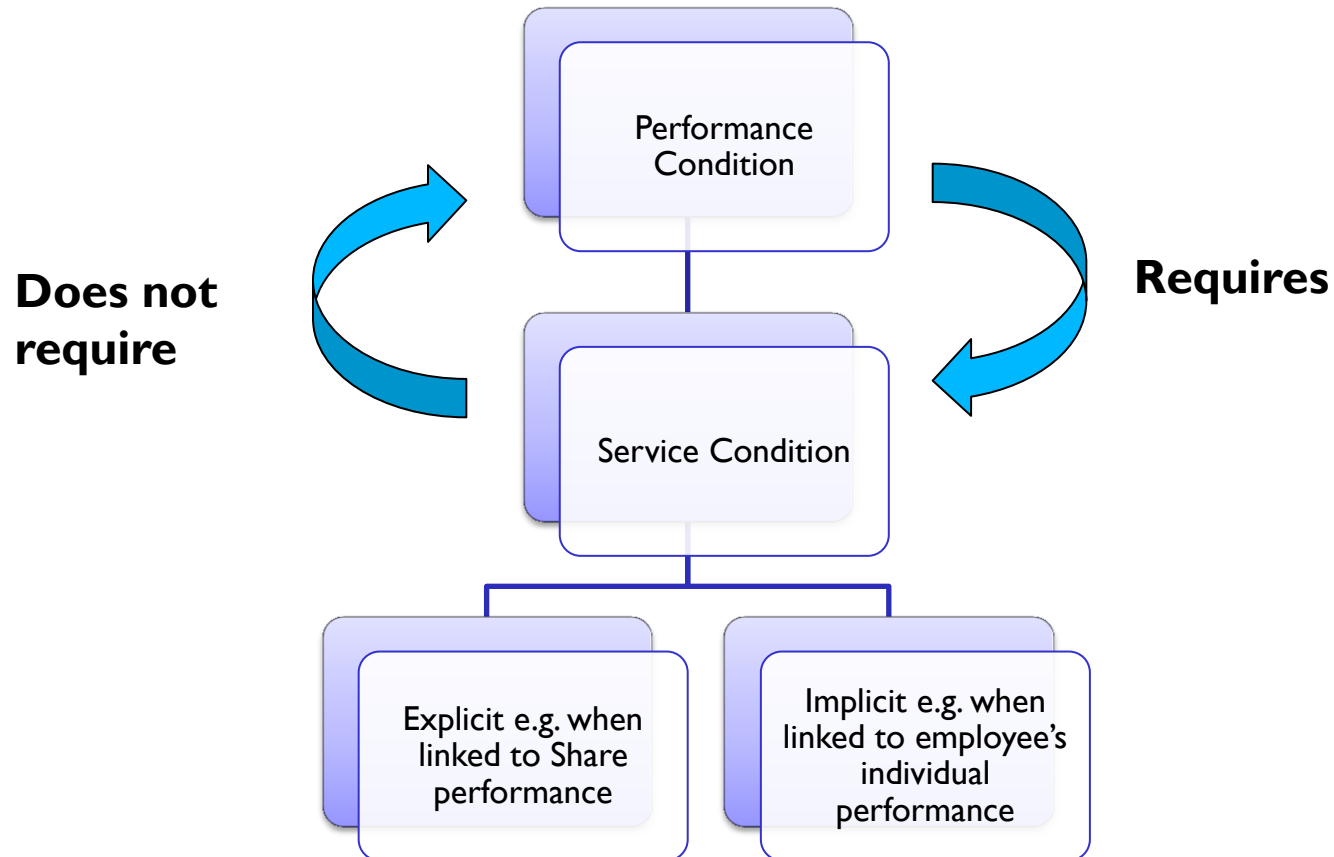 Performance
Condition
Does not
require
Requires
Service Condition
Explicit e.g. when
linked to Share
performance
Implicit e.g. when
linked to employee’s
individual
performance